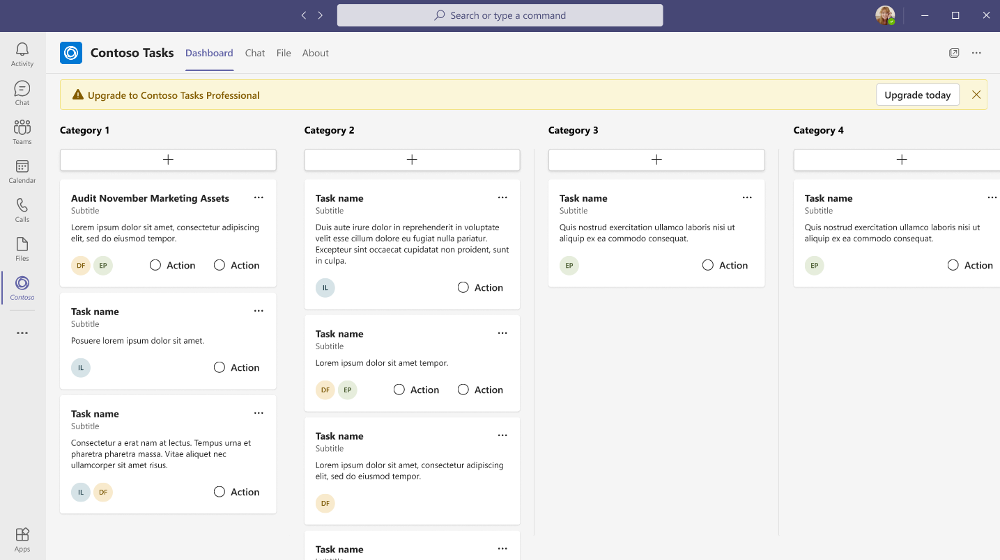 Search or type a command
Activity
Chat
Teams
Calendar
Calls
Files
Contoso
Apps
Contoso Tasks
Dashboard
Chat
File
About
Upgrade to Contoso Tasks Professional
Upgrade today
Category 1
Audit November Marketing Assets
Subtitle
Lorem ipsum dolor sit amet, consectetur adipiscing
elit, sed do eiusmod tempor.
DF EP Action Action
Task name
Subtitle
Posuere lorem ipsum dolor sit amet.
IL Action
Task name
Subtitle
Consectetur a erat nam at lectus. Tempus urna et
pharetra pharetra massa. Vitae aliquet nec
ullamcorper sit amet risus.
IL DF Action
Category 2
Task name
Subtitle
Duis aute irure dolor in reprehenderit in voluptate
velit esse cillum dolore eu fugiat nulla pariatur.
Excepteur sint occaecat cupidatat non proident, sunt
in culpa.
IL Action
Task name
Subtitle
Lorem ipsum dolor sit amet tempor.
DF EP Action Action
Task name
Subtitle
Lorem ipsum dolor sit amet, consectetur adipiscing
elit, sed do eiusmod tempor.
DF
Task name
Category 3
Task name
Subtitle
Quis nostrud exercitation ullamco laboris nisi ut
aliquip ex ea commodo consequat.
EP Action
Category 4
Task name
Subtitle
Quis nostrud exercitation ullamco laboris nisi ut
aliquip ex ea commodo consequat.
EP Action